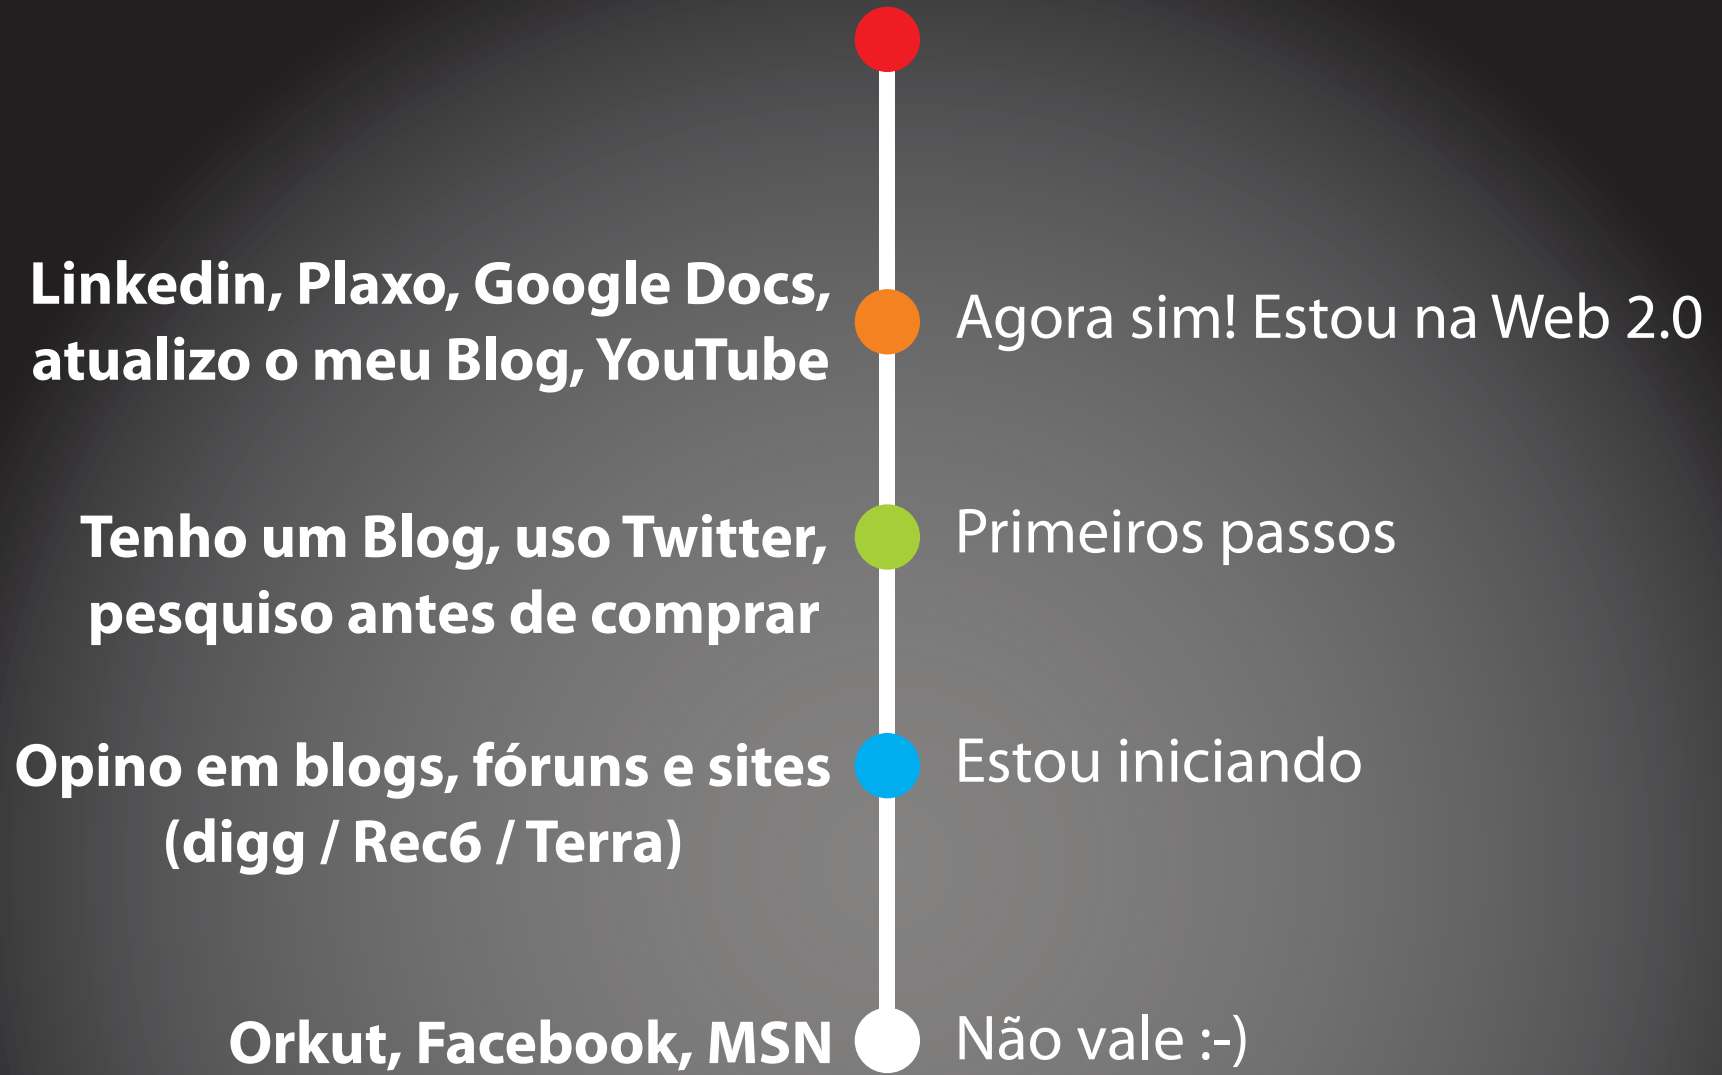 Linkedin, Plaxo, Google Docs,
atualizo o meu Blog, YouTube
Agora sim! Estou na Web 2.0
Tenho um Blog, uso Twitter,
pesquiso antes de comprar
Primeiros passos
Opino em blogs, fóruns e sites
(digg / Rec6 / Terra)
Estou iniciando
Orkut, Facebook, MSN
Não vale :-)